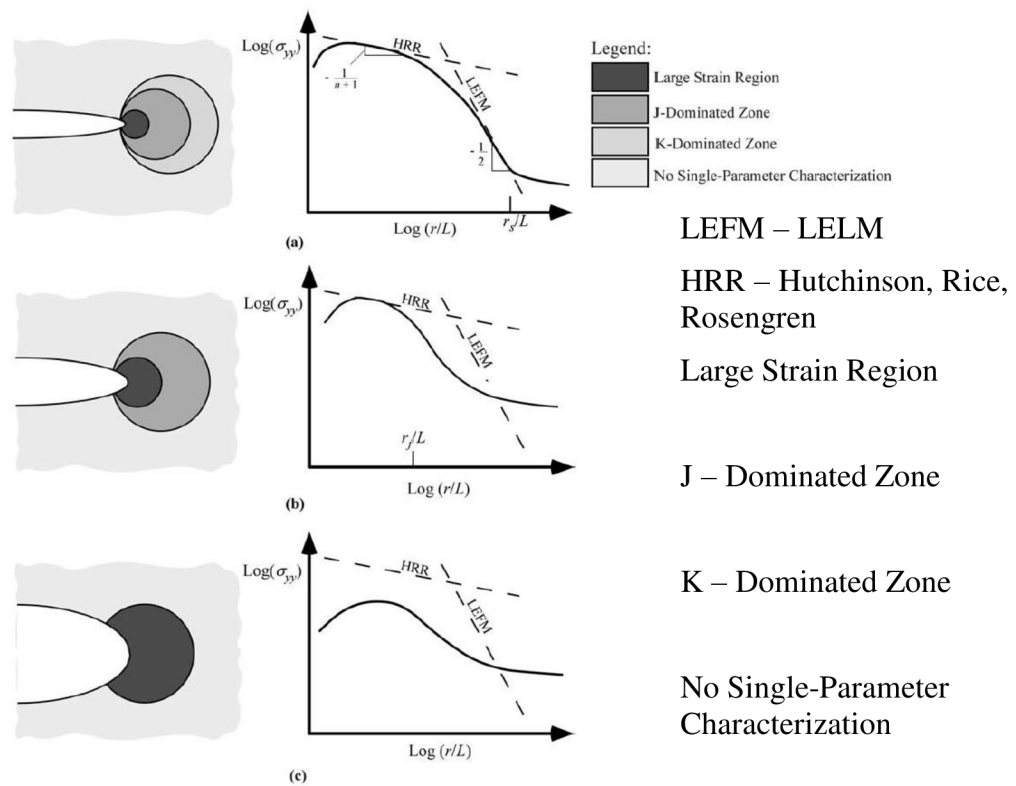 Log(σyy)
HRR
LEFM
- 1/n + 1
- 1/2
Log (r/L)
rs/L
(a)
Legend:
Large Strain Region
J-Dominated Zone
K-Dominated Zone
No Single-Parameter Characterization
LEFM – LELM
HRR – Hutchinson, Rice,
Rosengren
Large Strain Region
J – Dominated Zone
K – Dominated Zone
No Single-Parameter
Characterization
Log(σyy)
HRR
LEFM
rJ/L
Log (r/L)
(b)
Log(σyy)
HRR
LEFM
Log (r/L)
(c)